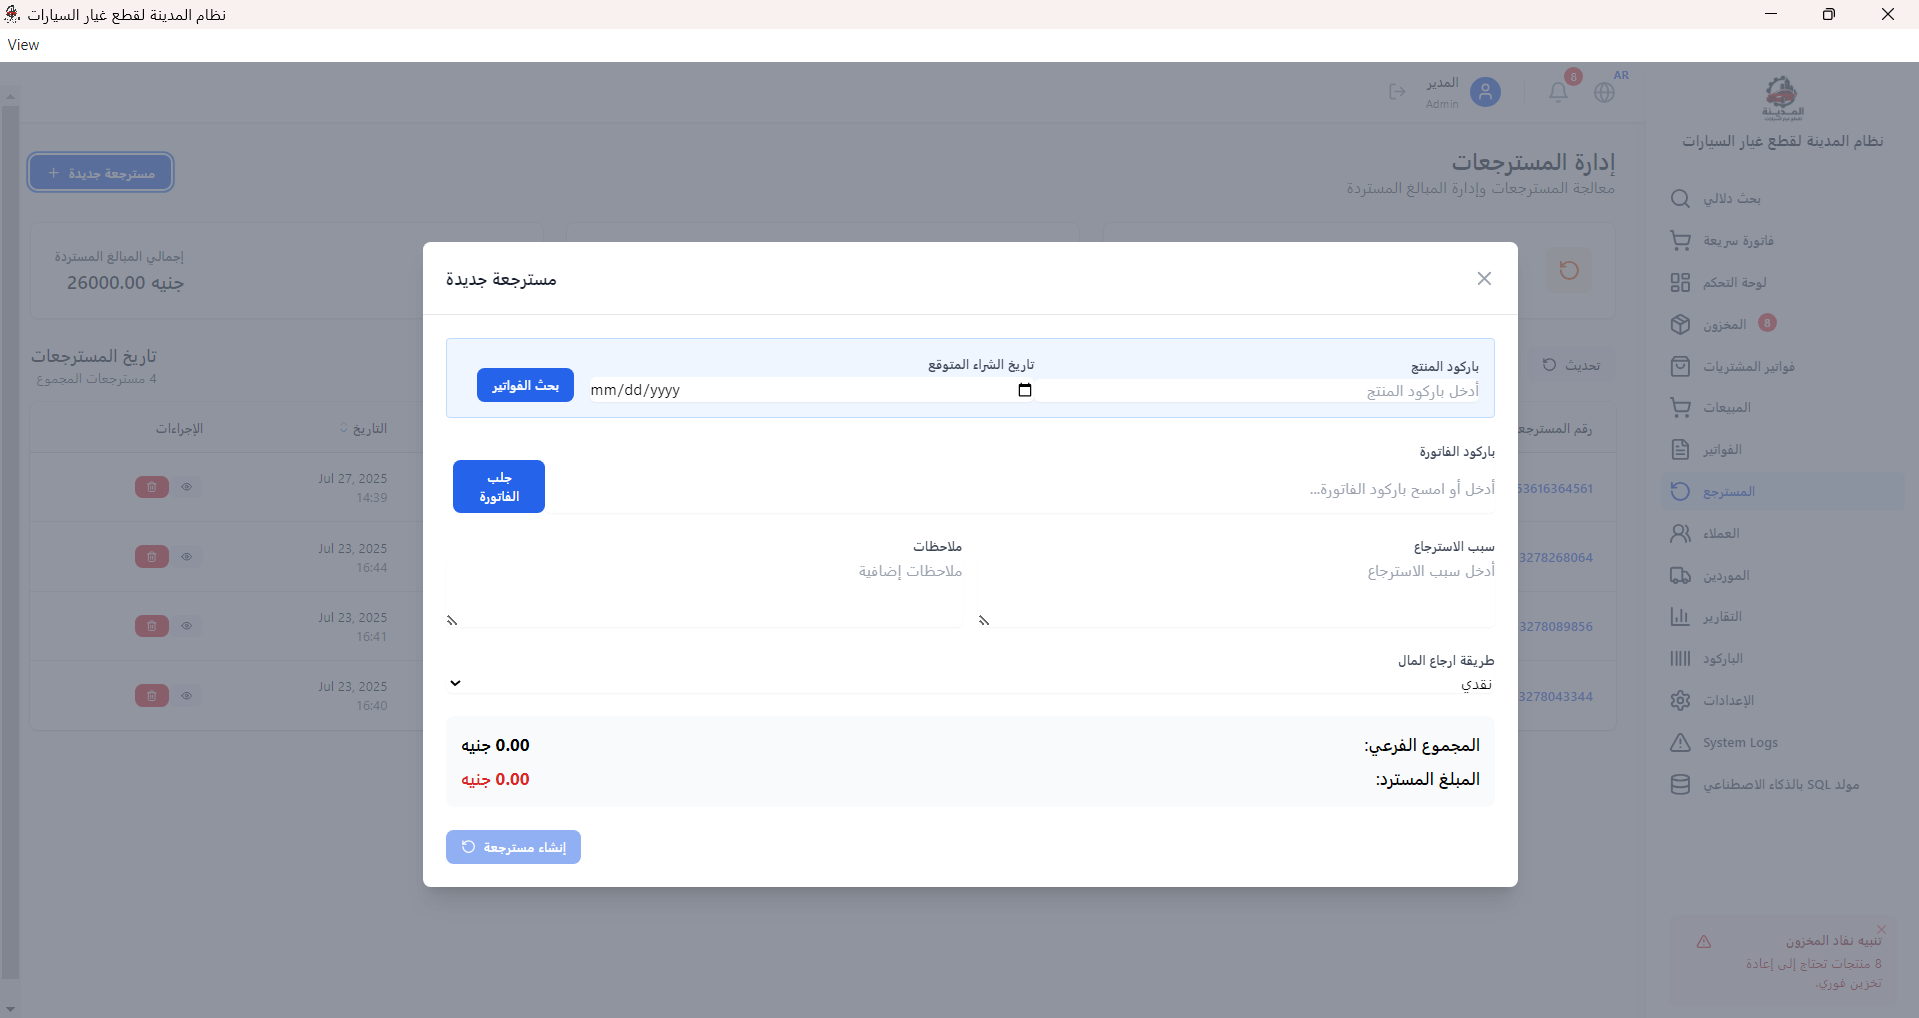 نظام المدينة لقطع غيار السيارات
View
AR
8
المدير
Admin
المدينة
نظام المدينة لقطع غيار السيارات
بحث دلالي
فاتورة سريعة
لوحة التحكم
المخزون 8
فواتير المشتريات
المبيعات
الفواتير
المسترجع
العملاء
الموردين
التقارير
الباركود
الإعدادات
System Logs
مولد SQL بالذكاء الاصطناعي
تنبيه نفاد المخزون
8 منتجات تحتاج إلى إعادة
تخزين فوري.
إدارة المسترجعات
معالجة المسترجعات وإدارة المبالغ المستردة
مسترجعة جديدة +
إجمالي المبالغ المستردة
26000.00 جنيه
تاريخ المسترجعات
4 مسترجعات المجموع
تحديث
رقم المسترجعة
التاريخ
الإجراءات
53616364561
Jul 27, 2025
14:39
3278268064
Jul 23, 2025
16:44
3278089856
Jul 23, 2025
16:41
3278043344
Jul 23, 2025
16:40
مسترجعة جديدة
باركود المنتج
أدخل باركود المنتج
تاريخ الشراء المتوقع
mm/dd/yyyy
بحث الفواتير
باركود الفاتورة
أدخل أو امسح باركود الفاتورة...
جلب
الفاتورة
سبب الاسترجاع
أدخل سبب الاسترجاع
ملاحظات
ملاحظات إضافية
طريقة ارجاع المال
نقدي
المجموع الفرعي:
0.00 جنيه
المبلغ المسترد:
0.00 جنيه
إنشاء مسترجعة